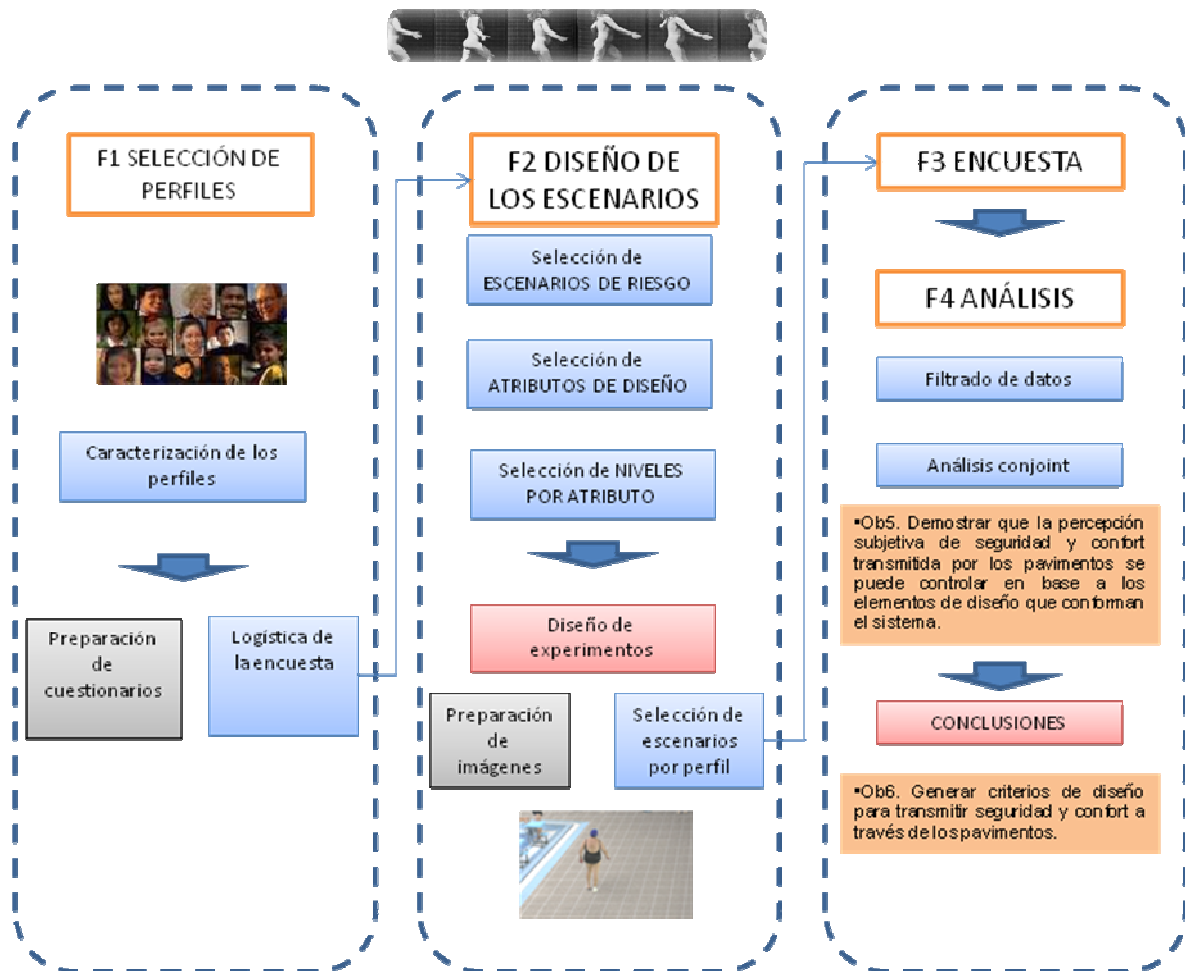 F1 SELECCIÓN DE
PERFILES
Caracterización de los
perfiles
Preparación
de
cuestionarios
Logística de
la encuesta
F2 DISEÑO DE
LOS ESCENARIOS
Selección de
ESCENARIOS DE RIESGO
Selección de
ATRIBUTOS DE DISEÑO
Selección de NIVELES
POR ATRIBUTO
Diseño de
experimentos
Preparación
de
imágenes
Selección de
escenarios
por perfil
F3 ENCUESTA
F4 ANÁLISIS
Filtrado de datos
Análisis conjoint
•Ob5. Demostrar que la percepción
subjetiva de seguridad y confort
transmitida por los pavimentos se
puede controlar en base a los
elementos de diseño que conforman
el sistema.
CONCLUSIONES
•Ob6. Generar criterios de diseño
para transmitir seguridad y confort a
través de los pavimentos.